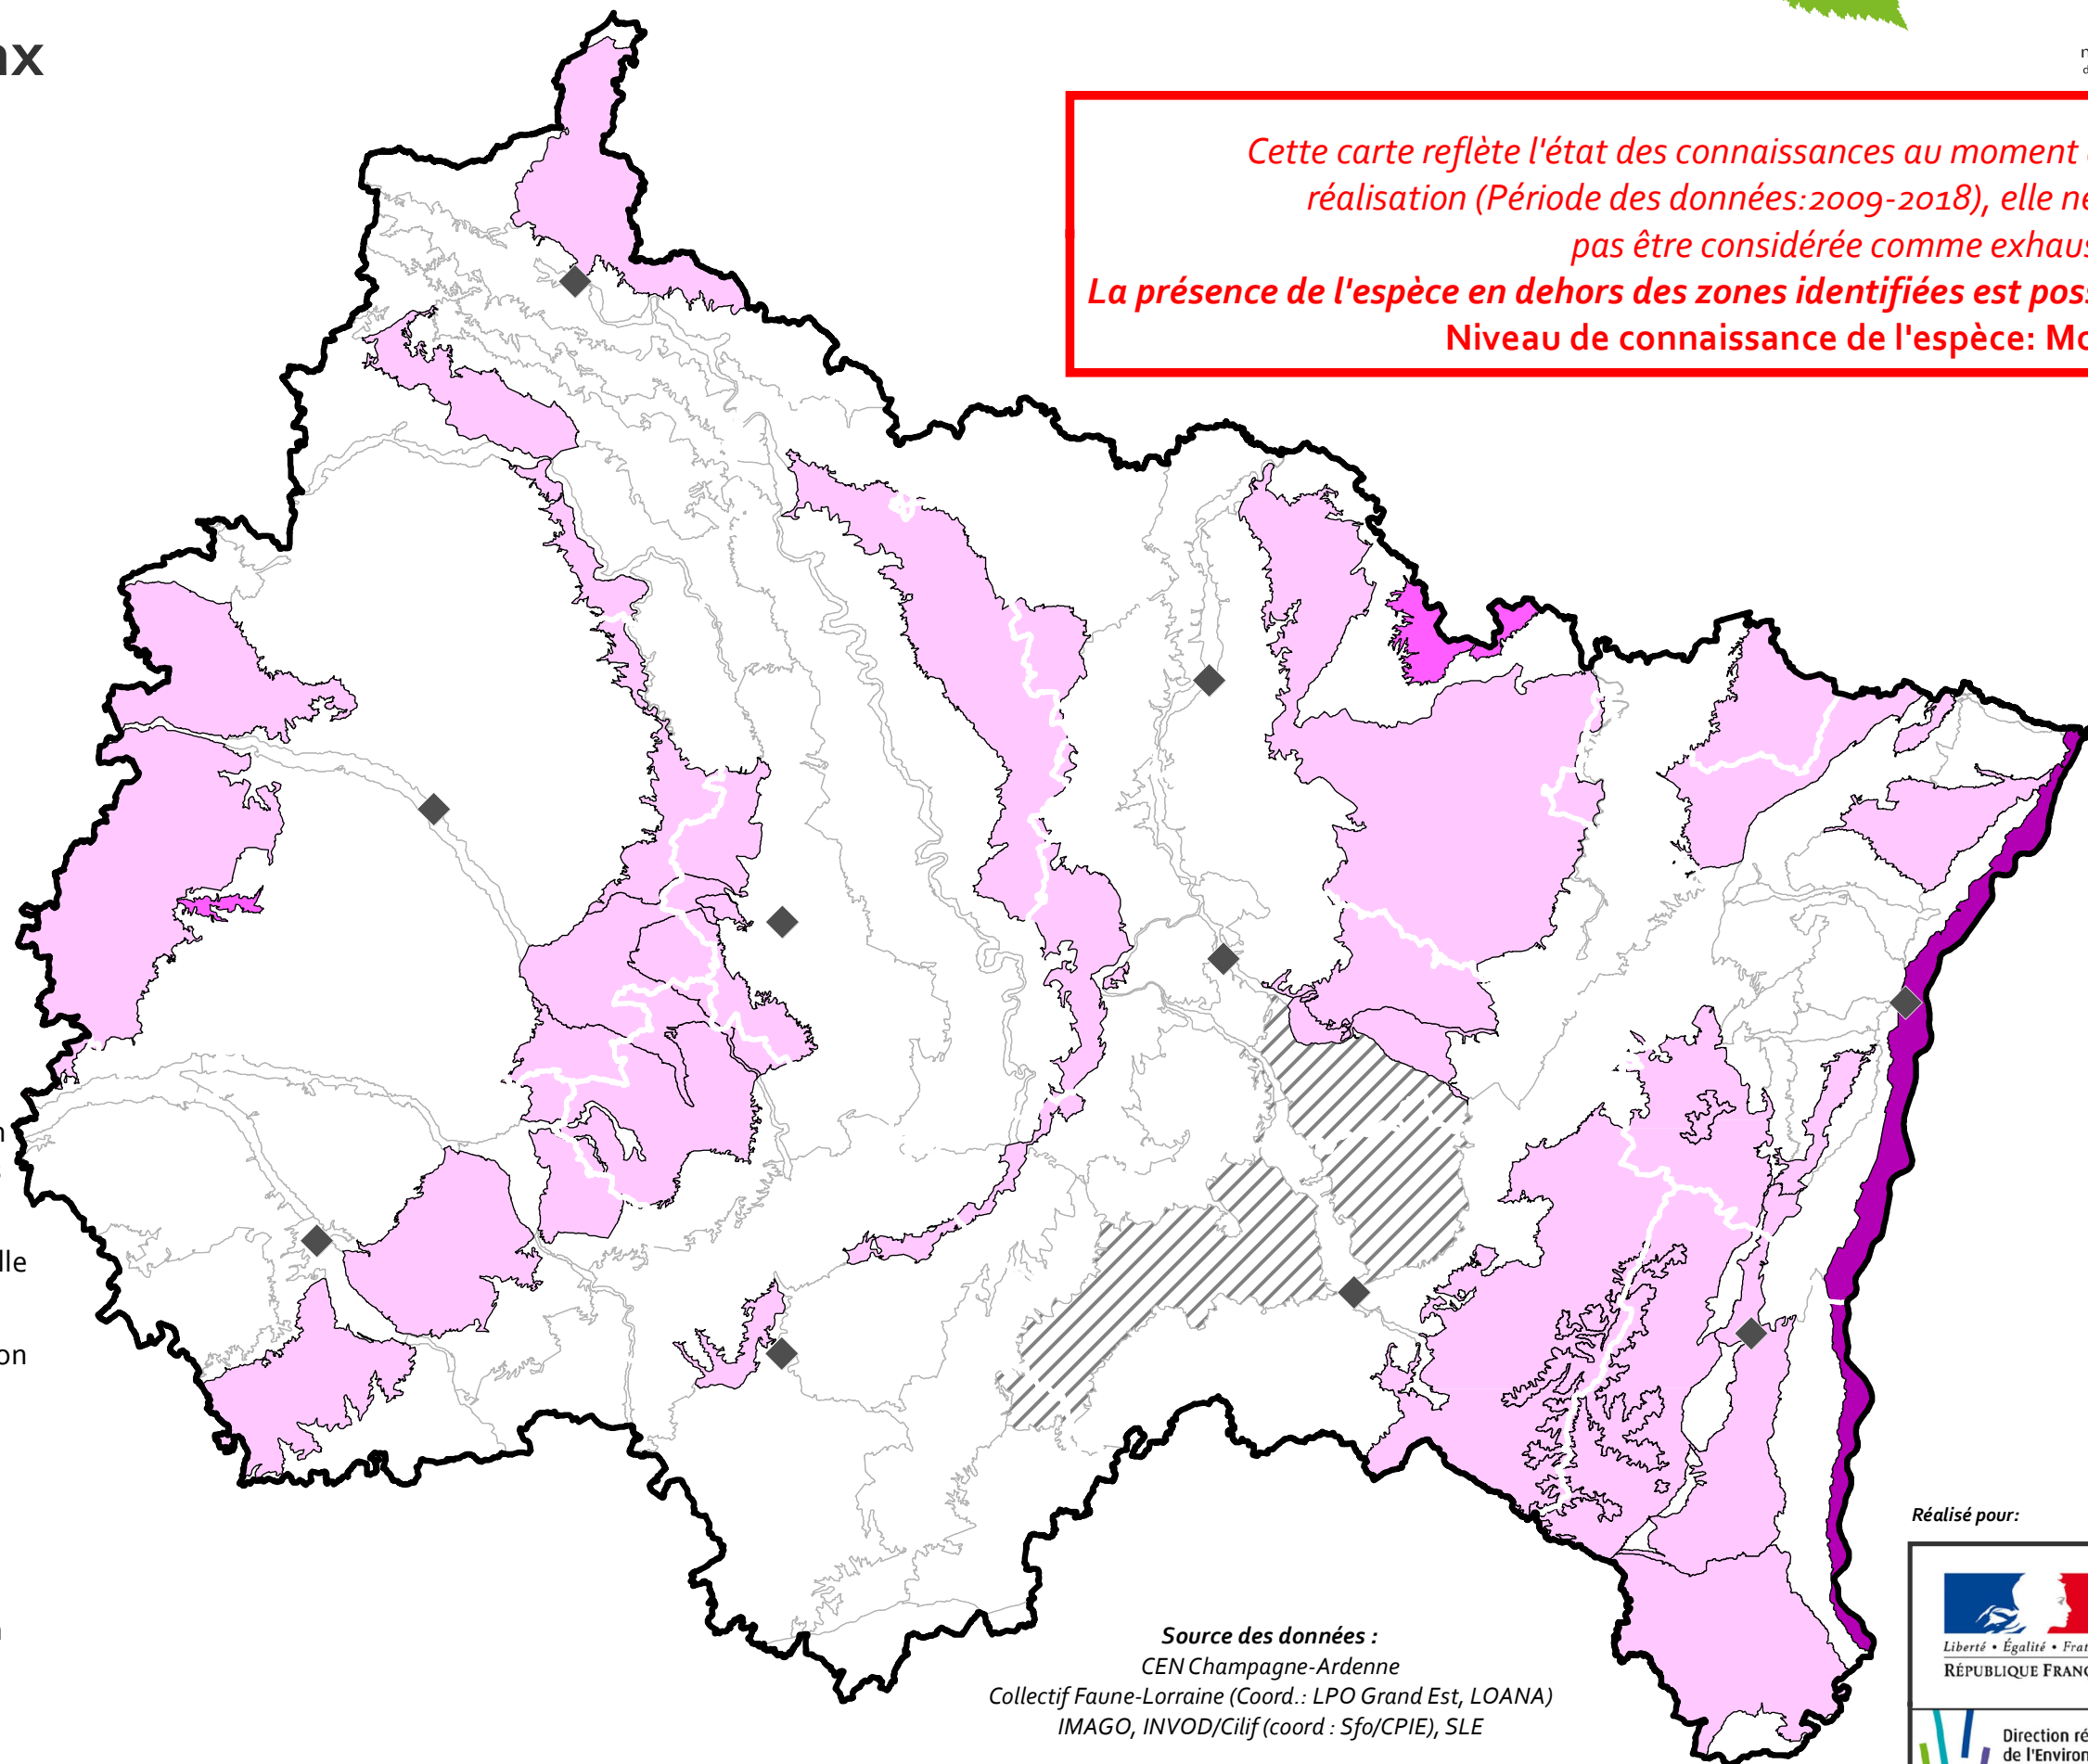 Cette carte reflète l'état des connaissances au moment
réalisation (Période des données:2009-2018), elle ne
pas être considérée comme exhaus
La présence de l'espèce en dehors des zones identifiées est poss
Niveau de connaissance de l'espèce: Mo
lle
on
Réalisé pour:
Source des données :
CEN Champagne-Ardenne
Collectif Faune-Lorraine (Coord.: LPO Grand Est, LOANA)
IMAGO, INVOD/Cilif (coord : Sfo/CPIE), SLE
Liberté • Égalité • Frat
RÉPUBLIQUE FRANÇ
Direction ré
de l'Environ